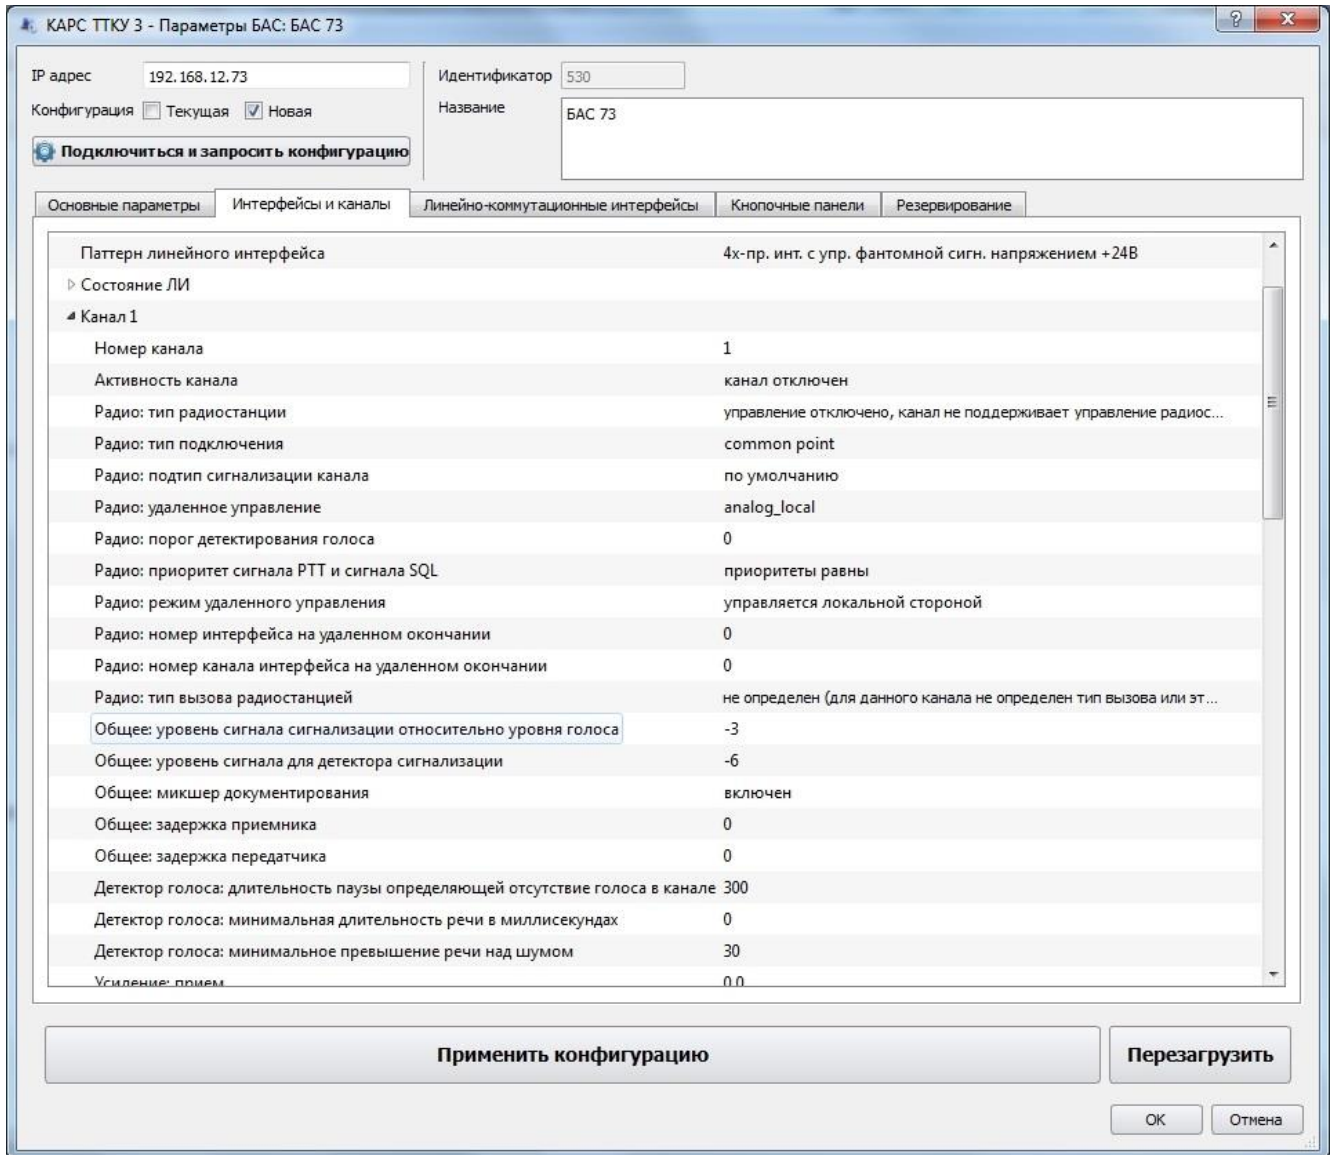 КАРС ТТКУ 3 - Параметры БАС: БАС 73
IP адрес 192.168.12.73 Идентификатор 530
Конфигурация Текущая Новая Название БАС 73
Подключиться и запросить конфигурацию
Основные параметры Интерфейсы и каналы Линейно-коммутационные интерфейсы Кнопочные панели Резервирование
Паттерн линейного интерфейса 4х-пр. инт. с упр. фантомной сигн. напряжением +24В
Состояние ЛИ
Канал 1
Номер канала 1
Активность канала канал отключен
Радио: тип радиостанции управление отключено, канал не поддерживает управление радиос...
Радио: тип подключения common point
Радио: подтип сигнализации канала по умолчанию
Радио: удаленное управление analog_local
Радио: порог детектирования голоса 0
Радио: приоритет сигнала PTT и сигнала SQL приоритеты равны
Радио: режим удаленного управления управляется локальной стороной
Радио: номер интерфейса на удаленном окончании 0
Радио: номер канала интерфейса на удаленном окончании 0
Радио: тип вызова радиостанцией не определен (для данного канала не определен тип вызова или эт...
Общее: уровень сигнала сигнализации относительно уровня голоса -3
Общее: уровень сигнала для детектора сигнализации -6
Общее: микшер документирования включен
Общее: задержка приемника 0
Общее: задержка передатчика 0
Детектор голоса: длительность паузы определяющей отсутствие голоса в канале 300
Детектор голоса: минимальная длительность речи в миллисекундах 0
Детектор голоса: минимальное превышение речи над шумом 30
Усиление: прием 0.0
Применить конфигурацию Перезагрузить
OK Отмена